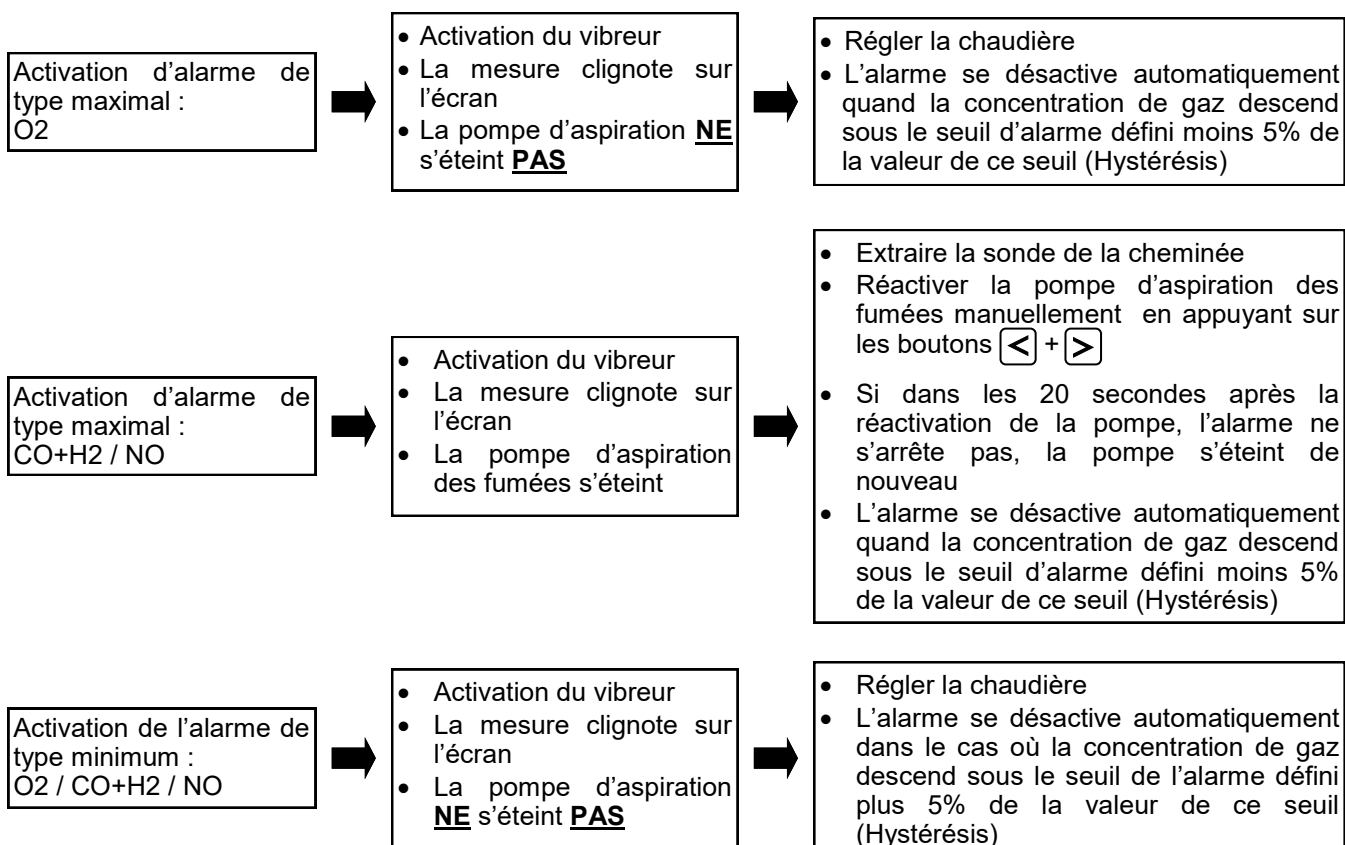 Activation d’alarme de
type maximal :
O2
• Activation du vibreur
• La mesure clignote sur
l’écran
• La pompe d’aspiration NE
s’éteint PAS
• Régler la chaudière
• L’alarme se désactive automatiquement
quand la concentration de gaz descend
sous le seuil d’alarme défini moins 5% de
la valeur de ce seuil (Hystérésis)
Activation d’alarme de
type maximal :
CO+H2 / NO
• Activation du vibreur
• La mesure clignote sur
l’écran
• La pompe d’aspiration
des fumées s’éteint
• Extraire la sonde de la cheminée
• Réactiver la pompe d’aspiration des
fumées manuellement en appuyant sur
les boutons < + >
• Si dans les 20 secondes après la
réactivation de la pompe, l’alarme ne
s’arrête pas, la pompe s’éteint de
nouveau
• L’alarme se désactive automatiquement
quand la concentration de gaz descend
sous le seuil d’alarme défini moins 5%
de la valeur de ce seuil (Hystérésis)
Activation de l’alarme de
type minimum :
O2 / CO+H2 / NO
• Activation du vibreur
• La mesure clignote sur
l’écran
• La pompe d’aspiration
NE s’éteint PAS
• Régler la chaudière
• L’alarme se désactive automatiquement
dans le cas où la concentration de gaz
descend sous le seuil de l’alarme défini
plus 5% de la valeur de ce seuil
(Hystérésis)